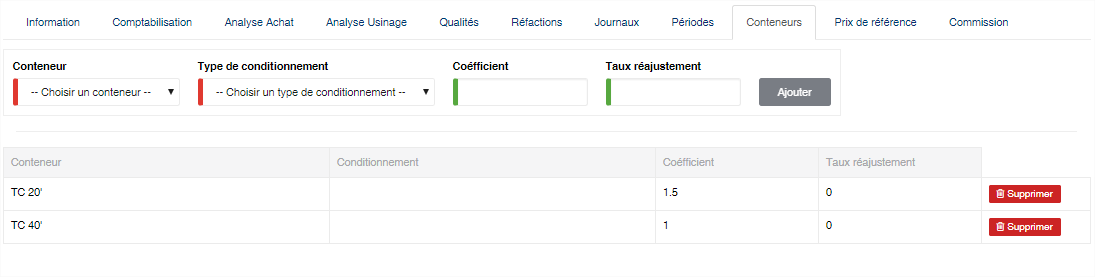 Information Comptabilisation Analyse Achat Analyse Usinage Qualités Réfactions Journaux Périodes Conteneurs Prix de référence Commission
Conteneur Type de conditionnement Coéfficient Taux réajustement
-- Choisir un conteneur -- -- Choisir un type de conditionnement -- Ajouter
Conteneur Conditionnement Coéfficient Taux réajustement
TC 20' 1.5 0 Supprimer
TC 40' 1 0 Supprimer